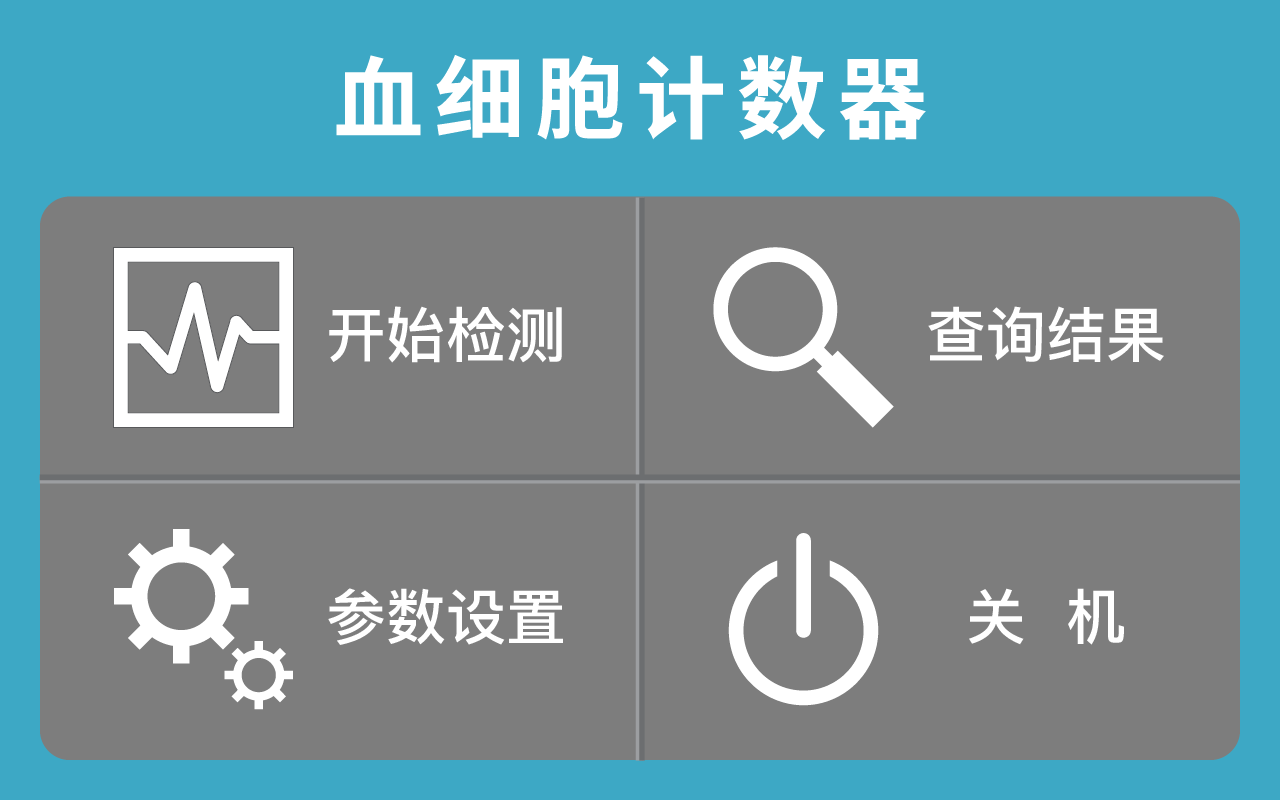 血细胞计数器
开始检测
查询结果
参数设置
关 机